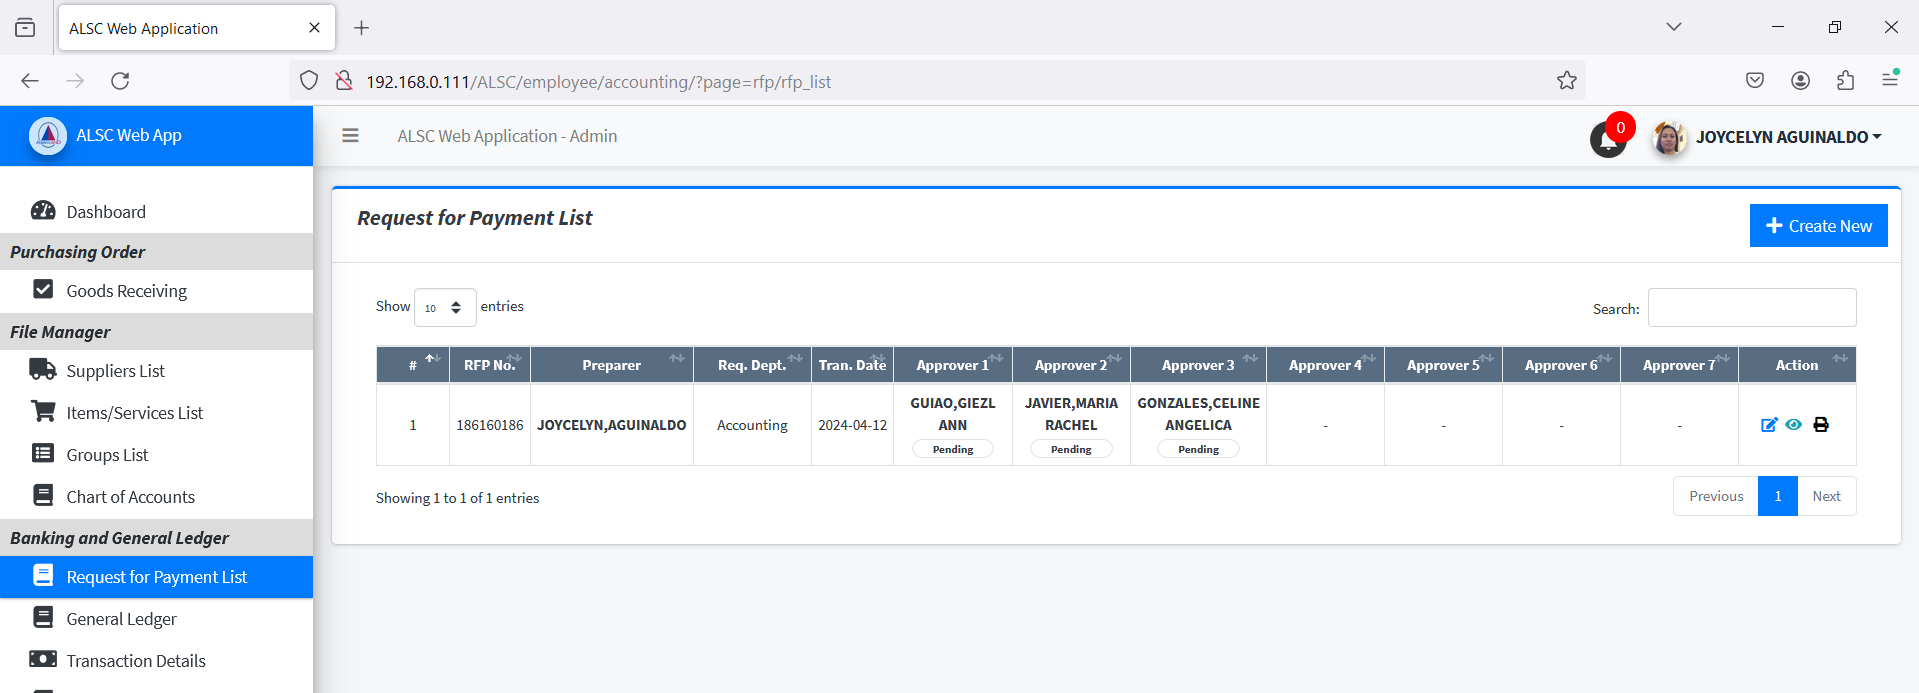 ALSC Web Application
192.168.0.111/ALSC/employee/accounting/?page=rfp/rfp_list
ALSC Web App
ALSC Web Application - Admin
0
JOYCELYN AGUINALDO
Dashboard
Purchasing Order
Goods Receiving
File Manager
Suppliers List
Items/Services List
Groups List
Chart of Accounts
Banking and General Ledger
Request for Payment List
General Ledger
Transaction Details
Request for Payment List
Create New
Show 10 entries
Search:
# RFP No. Preparer Req. Dept. Tran. Date Approver 1 Approver 2 Approver 3 Approver 4 Approver 5 Approver 6 Approver 7 Action
GUIAO,GIEZL JAVIER,MARIA GONZALES,CELINE
1 186160186 JOYCELYN,AGUINALDO Accounting 2024-04-12 ANN RACHEL ANGELICA - - - -
Pending Pending Pending
Showing 1 to 1 of 1 entries
Previous 1 Next